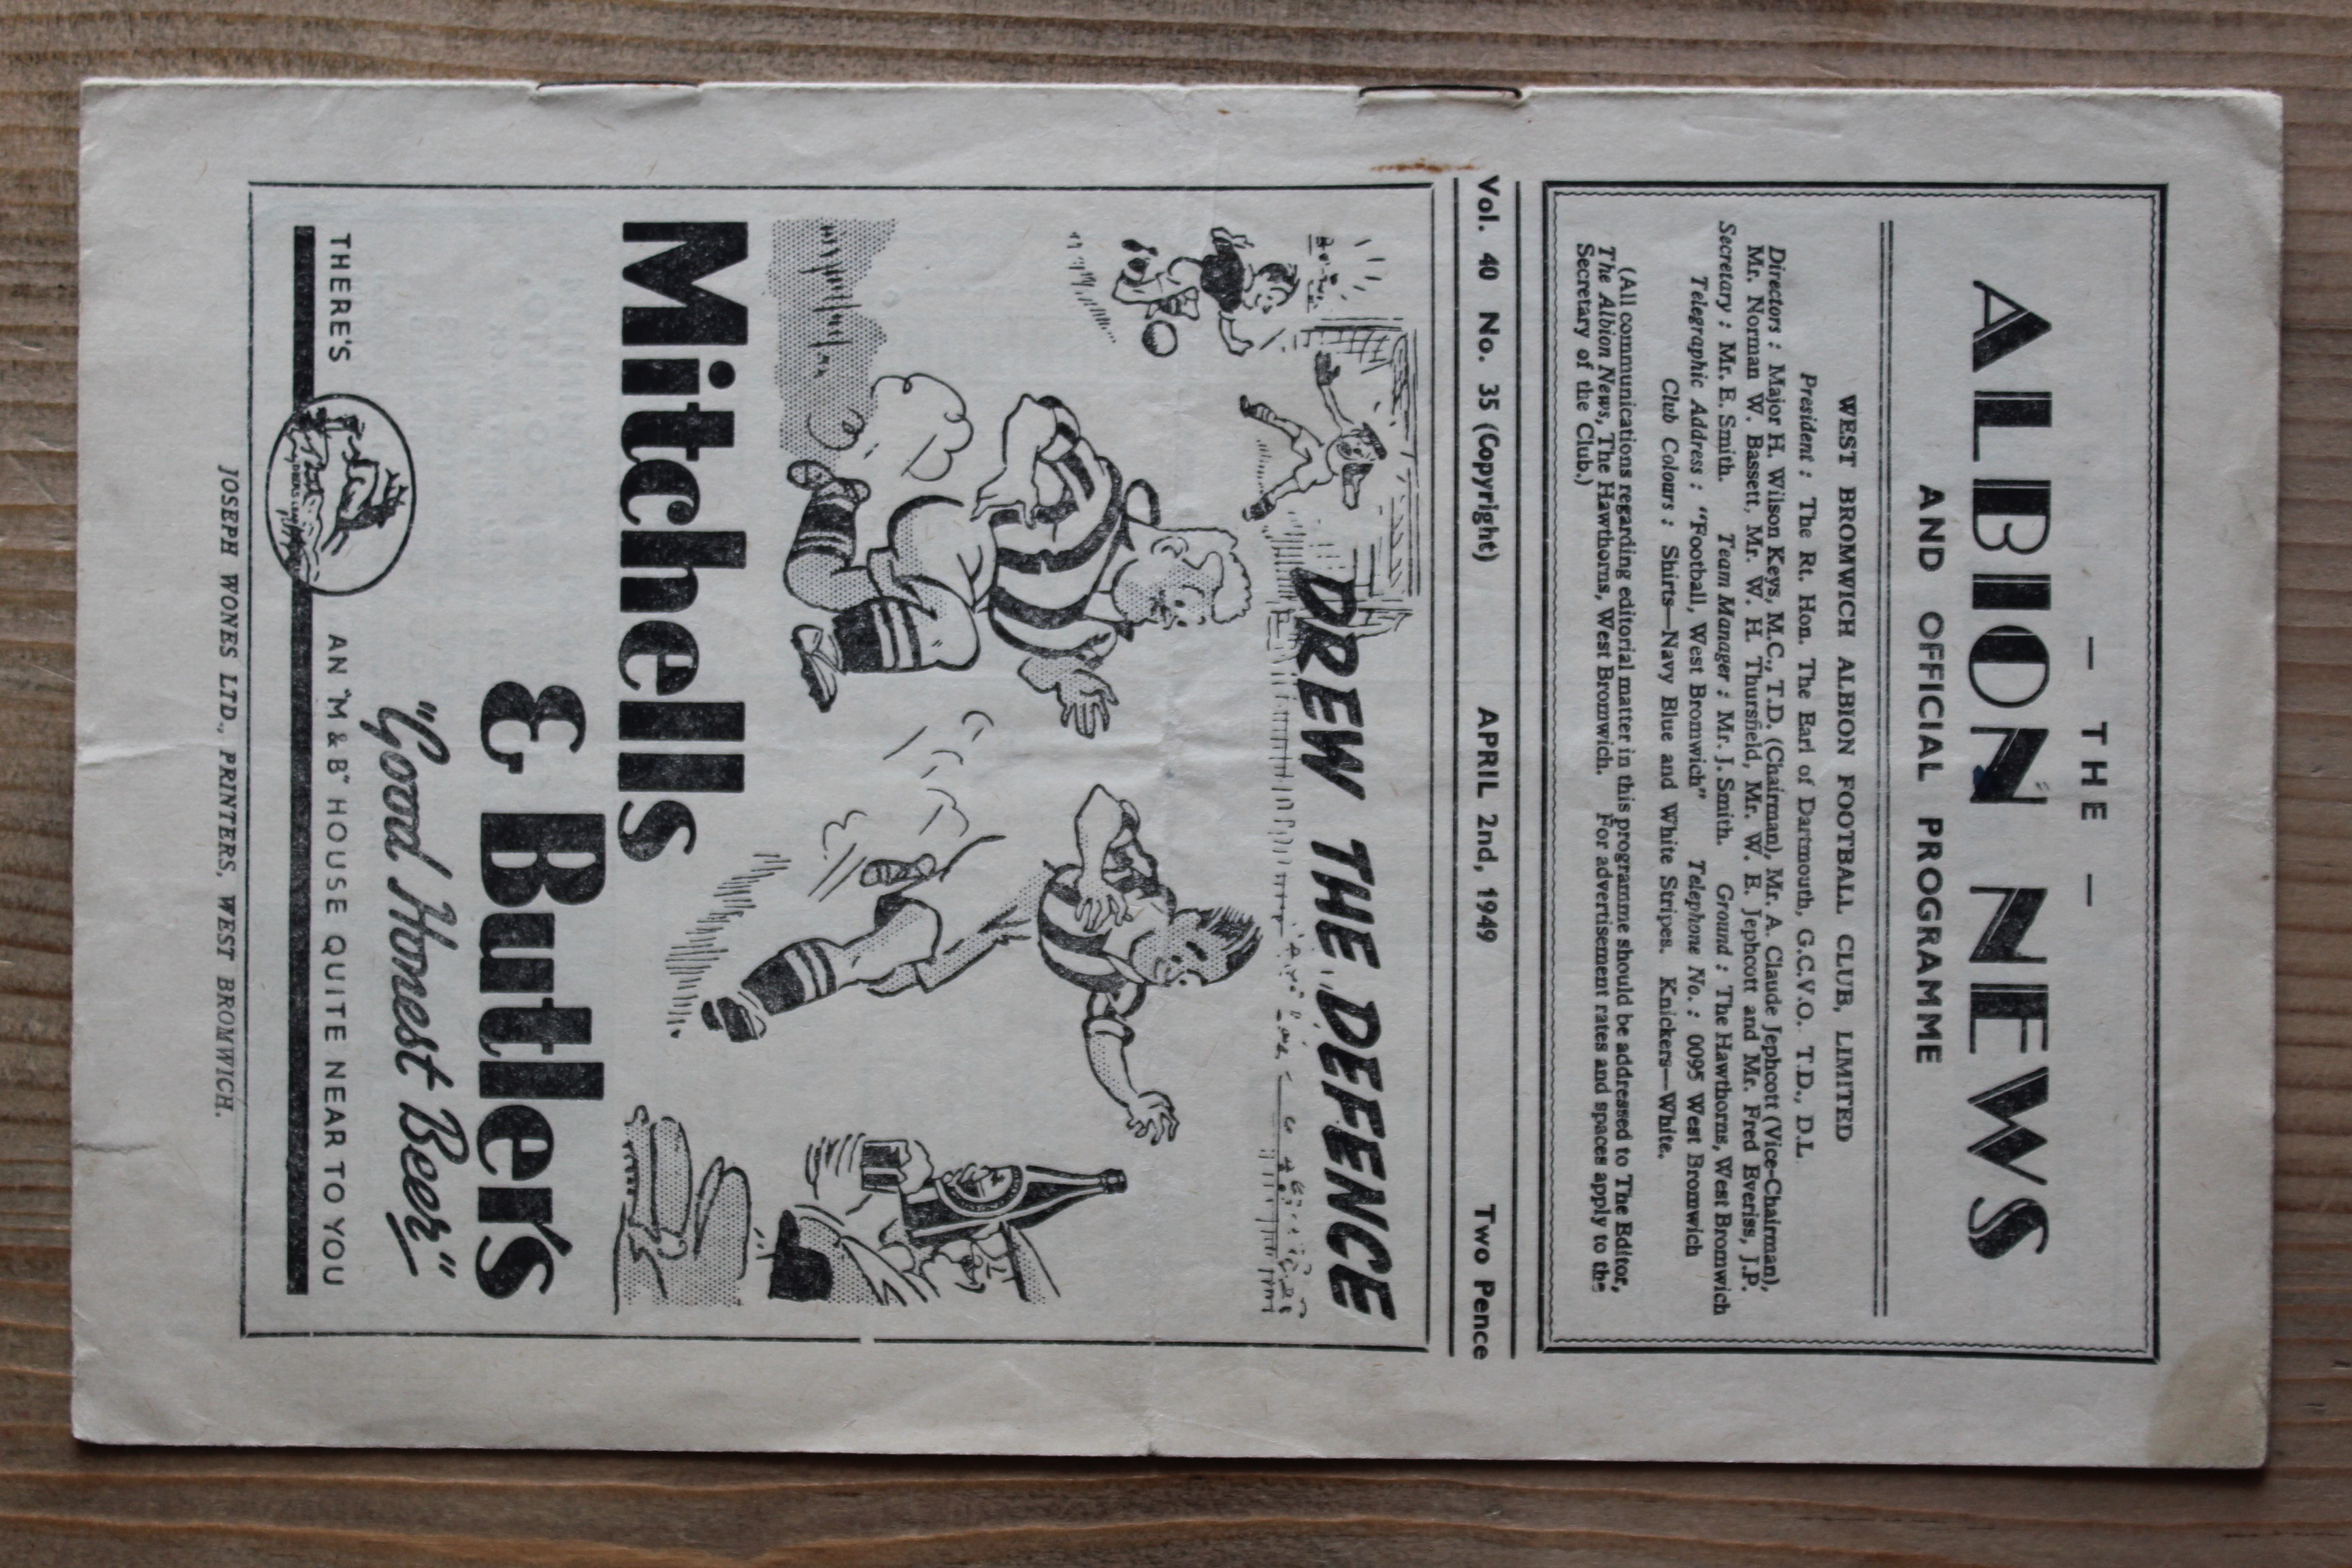 — THE —
ALBION NEWS
AND OFFICIAL PROGRAMME
WEST BROMWICH ALBION FOOTBALL CLUB, LIMITED
President : The Rt. Hon. The Earl of Dartmouth, G.C.V.O. T.D., D.L.
Directors : Major H. Wilson Keys, M.C., T.D. (Chairman), Mr. A. Claude Jephcott (Vice-Chairman),
Mr. Norman W. Bassett, Mr. W. H. Thursfield, Mr. W. E. Jephcott and Mr. Fred Everiss, J.P.
Secretary : Mr. E. Smith. Team Manager : Mr. J. Smith. Ground : The Hawthorns, West Bromwich
Telegraphic Address : "Football, West Bromwich" Telephone No. : 0095 West Bromwich
Club Colours : Shirts—Navy Blue and White Stripes. Knickers—White.
(All communications regarding editorial matter in this programme should be addressed to The Editor,
The Albion News, The Hawthorns, West Bromwich. For advertisement rates and spaces apply to the
Secretary of the Club.)
Vol. 40 No. 35 (Copyright) APRIL 2nd, 1949 Two Pence
DREW THE DEFENCE
Mitchells
& Butler's
"Good Honest Beer"
THERE'S AN "M & B" HOUSE QUITE NEAR TO YOU
JOSEPH WONES LTD., PRINTERS, WEST BROMWICH.